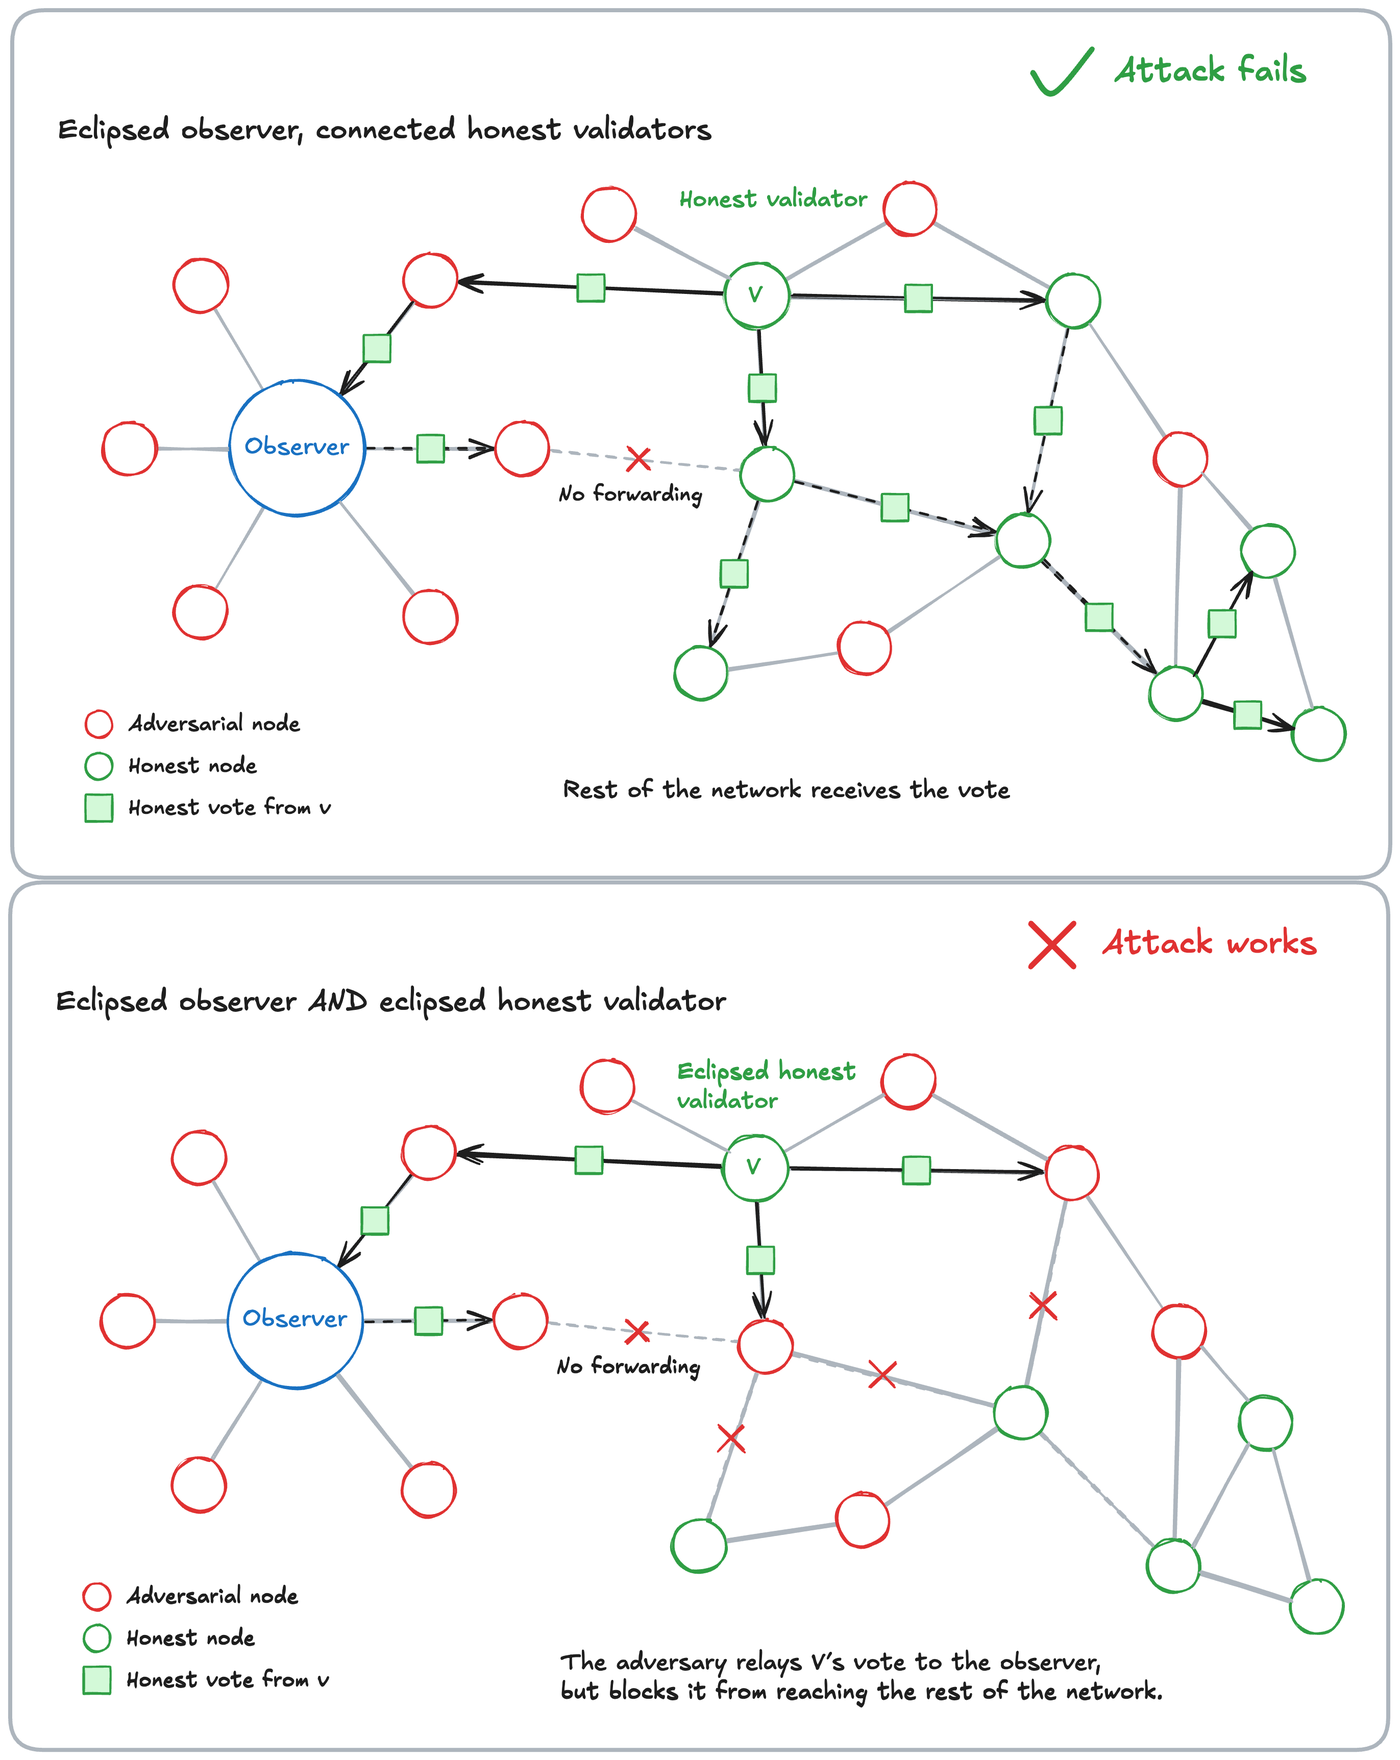 Attack fails
Eclipsed observer, connected honest validators
Honest validator
V
Observer
No forwarding
Adversarial node
Honest node
Honest vote from v
Rest of the network receives the vote
Attack works
Eclipsed observer AND eclipsed honest validator
Eclipsed honest
validator
V
Observer
No forwarding
Adversarial node
Honest node
Honest vote from v
The adversary relays V's vote to the observer,
but blocks it from reaching the rest of the network.